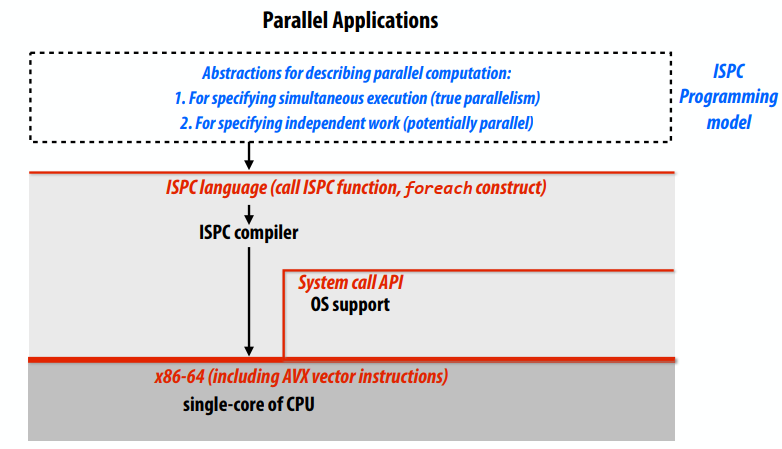 Parallel Applications
Abstractions for describing parallel computation:
1. For specifying simultaneous execution (true parallelism)
2. For specifying independent work (potentially parallel)
ISPC
Programming
model
ISPC language (call ISPC function, foreach construct)
ISPC compiler
System call API
OS support
x86-64 (including AVX vector instructions)
single-core of CPU